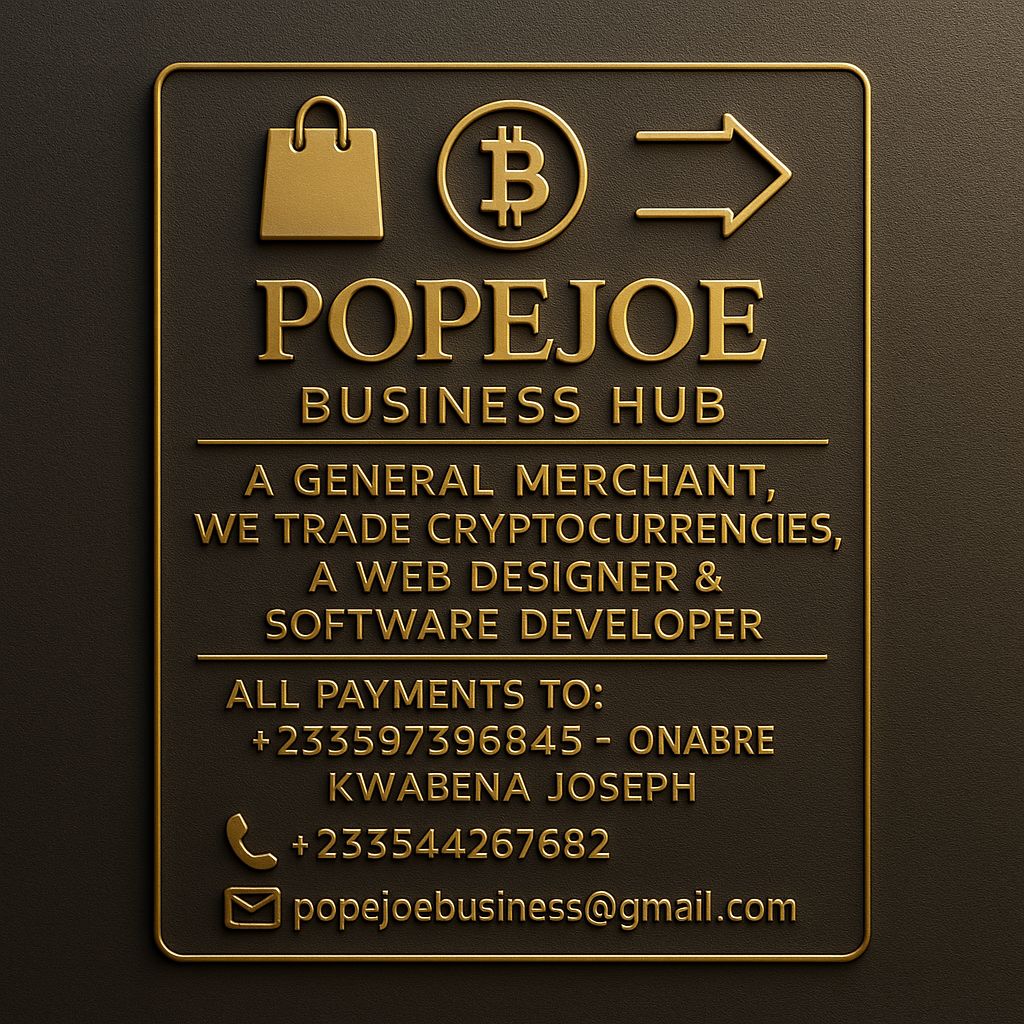 POPEJOE
BUSINESS HUB
A GENERAL MERCHANT,
WE TRADE CRYPTOCURRENCIES,
A WEB DESIGNER &
SOFTWARE DEVELOPER
ALL PAYMENTS TO:
+233597396845 - ONABRE
KWABENA JOSEPH
+233544267682
popejoebusiness@gmail.com